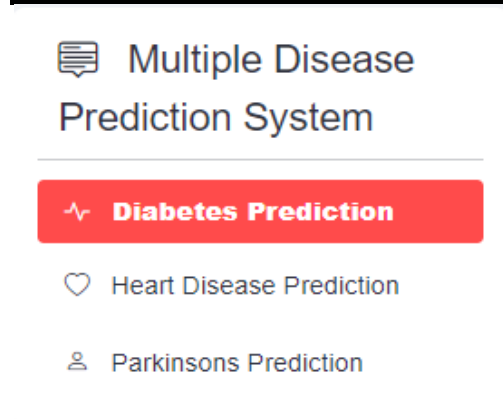 Multiple Disease
Prediction System
Diabetes Prediction
Heart Disease Prediction
Parkinsons Prediction